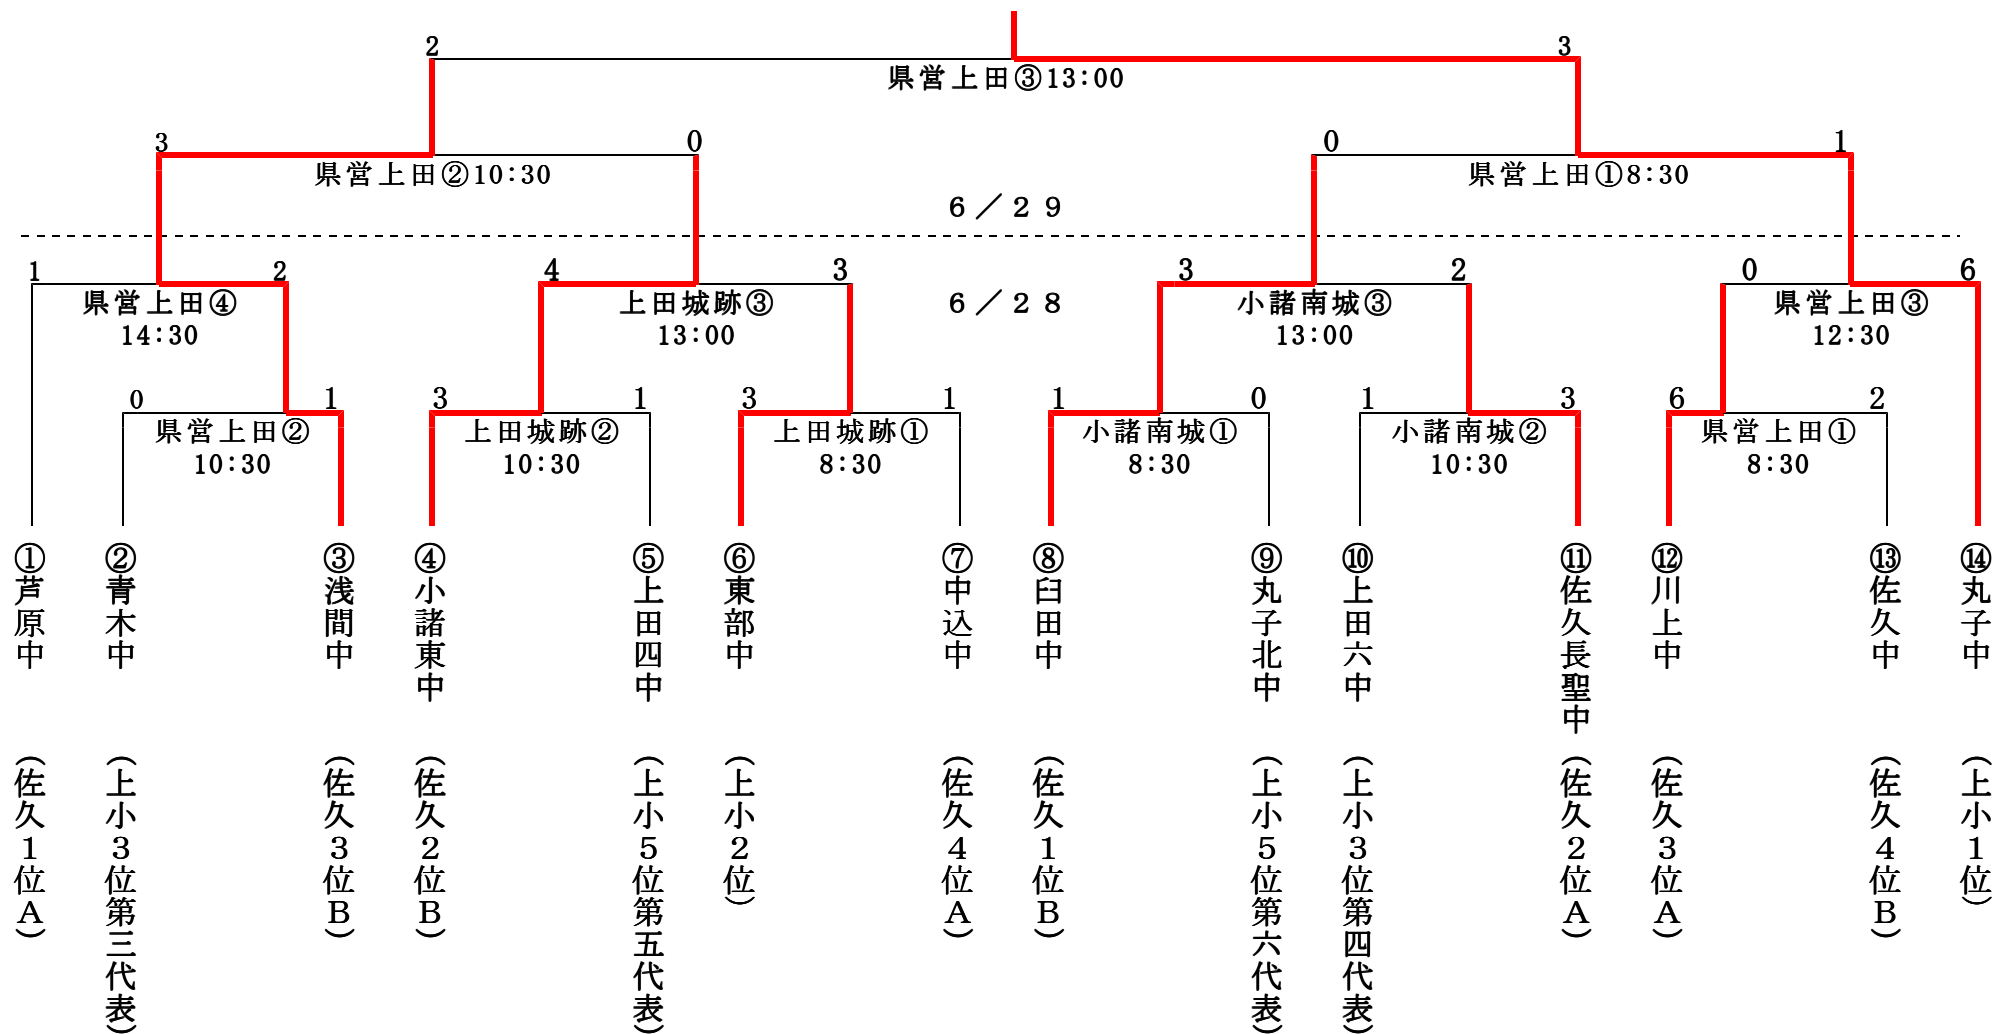 2 3
県営上田③13:00
3 0 0 1
県営上田②10:30 県営上田①8:30
6/29
1 2 4 3 3 2 0 6
県営上田④ 上田城跡③ 6/28 小諸南城③ 県営上田③
14:30 13:00 13:00 12:30
0 1 3 1 3 1 1 0 1 3 6 2
県営上田② 上田城跡② 上田城跡① 小諸南城① 小諸南城② 県営上田①
10:30 10:30 8:30 8:30 10:30 8:30
①芦原中(佐久1位A)
②青木中(上小3位第三代表)
③浅間中(佐久3位B)
④小諸東中(佐久2位B)
⑤上田四中(上小5位第五代表)
⑥東部中(上小2位)
⑦中込中(佐久4位A)
⑧臼田中(佐久1位B)
⑨丸子北中(上小5位第六代表)
⑩上田六中(上小3位第四代表)
⑪佐久長聖中(佐久2位A)
⑫川上中(佐久3位A)
⑬佐久中(佐久4位B)
⑭丸子中(上小1位)